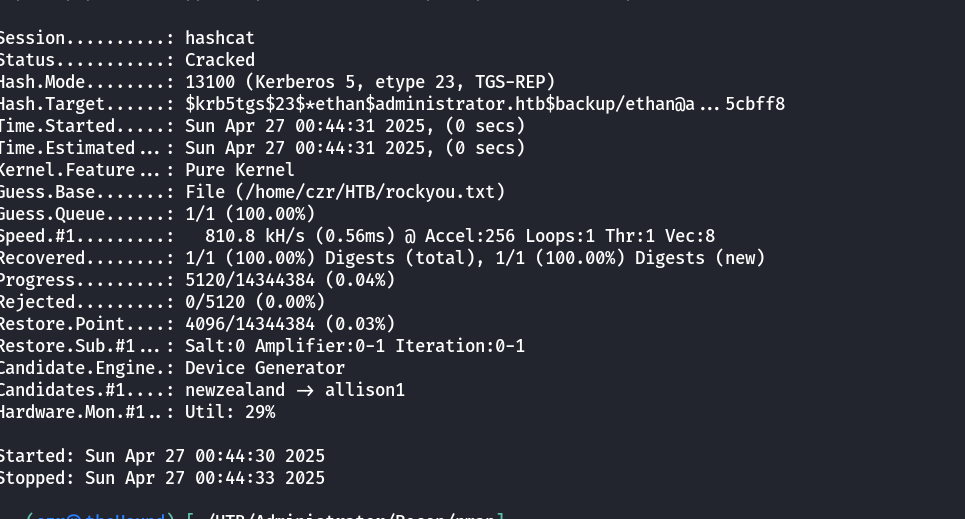 Session..........: hashcat
Status...........: Cracked
Hash.Mode........: 13100 (Kerberos 5, etype 23, TGS-REP)
Hash.Target......: $krb5tgs$23$*ethan$administrator.htb$backup/ethan@a...5cbff8
Time.Started.....: Sun Apr 27 00:44:31 2025, (0 secs)
Time.Estimated...: Sun Apr 27 00:44:31 2025, (0 secs)
Kernel.Feature...: Pure Kernel
Guess.Base.......: File (/home/czr/HTB/rockyou.txt)
Guess.Queue......: 1/1 (100.00%)
Speed.#1.........:   810.8 kH/s (0.56ms) @ Accel:256 Loops:1 Thr:1 Vec:8
Recovered........: 1/1 (100.00%) Digests (total), 1/1 (100.00%) Digests (new)
Progress.........: 5120/14344384 (0.04%)
Rejected.........: 0/5120 (0.00%)
Restore.Point....: 4096/14344384 (0.03%)
Restore.Sub.#1...: Salt:0 Amplifier:0-1 Iteration:0-1
Candidate.Engine.: Device Generator
Candidates.#1....: newzealand -> allison1
Hardware.Mon.#1..: Util: 29%
Started: Sun Apr 27 00:44:30 2025
Stopped: Sun Apr 27 00:44:33 2025